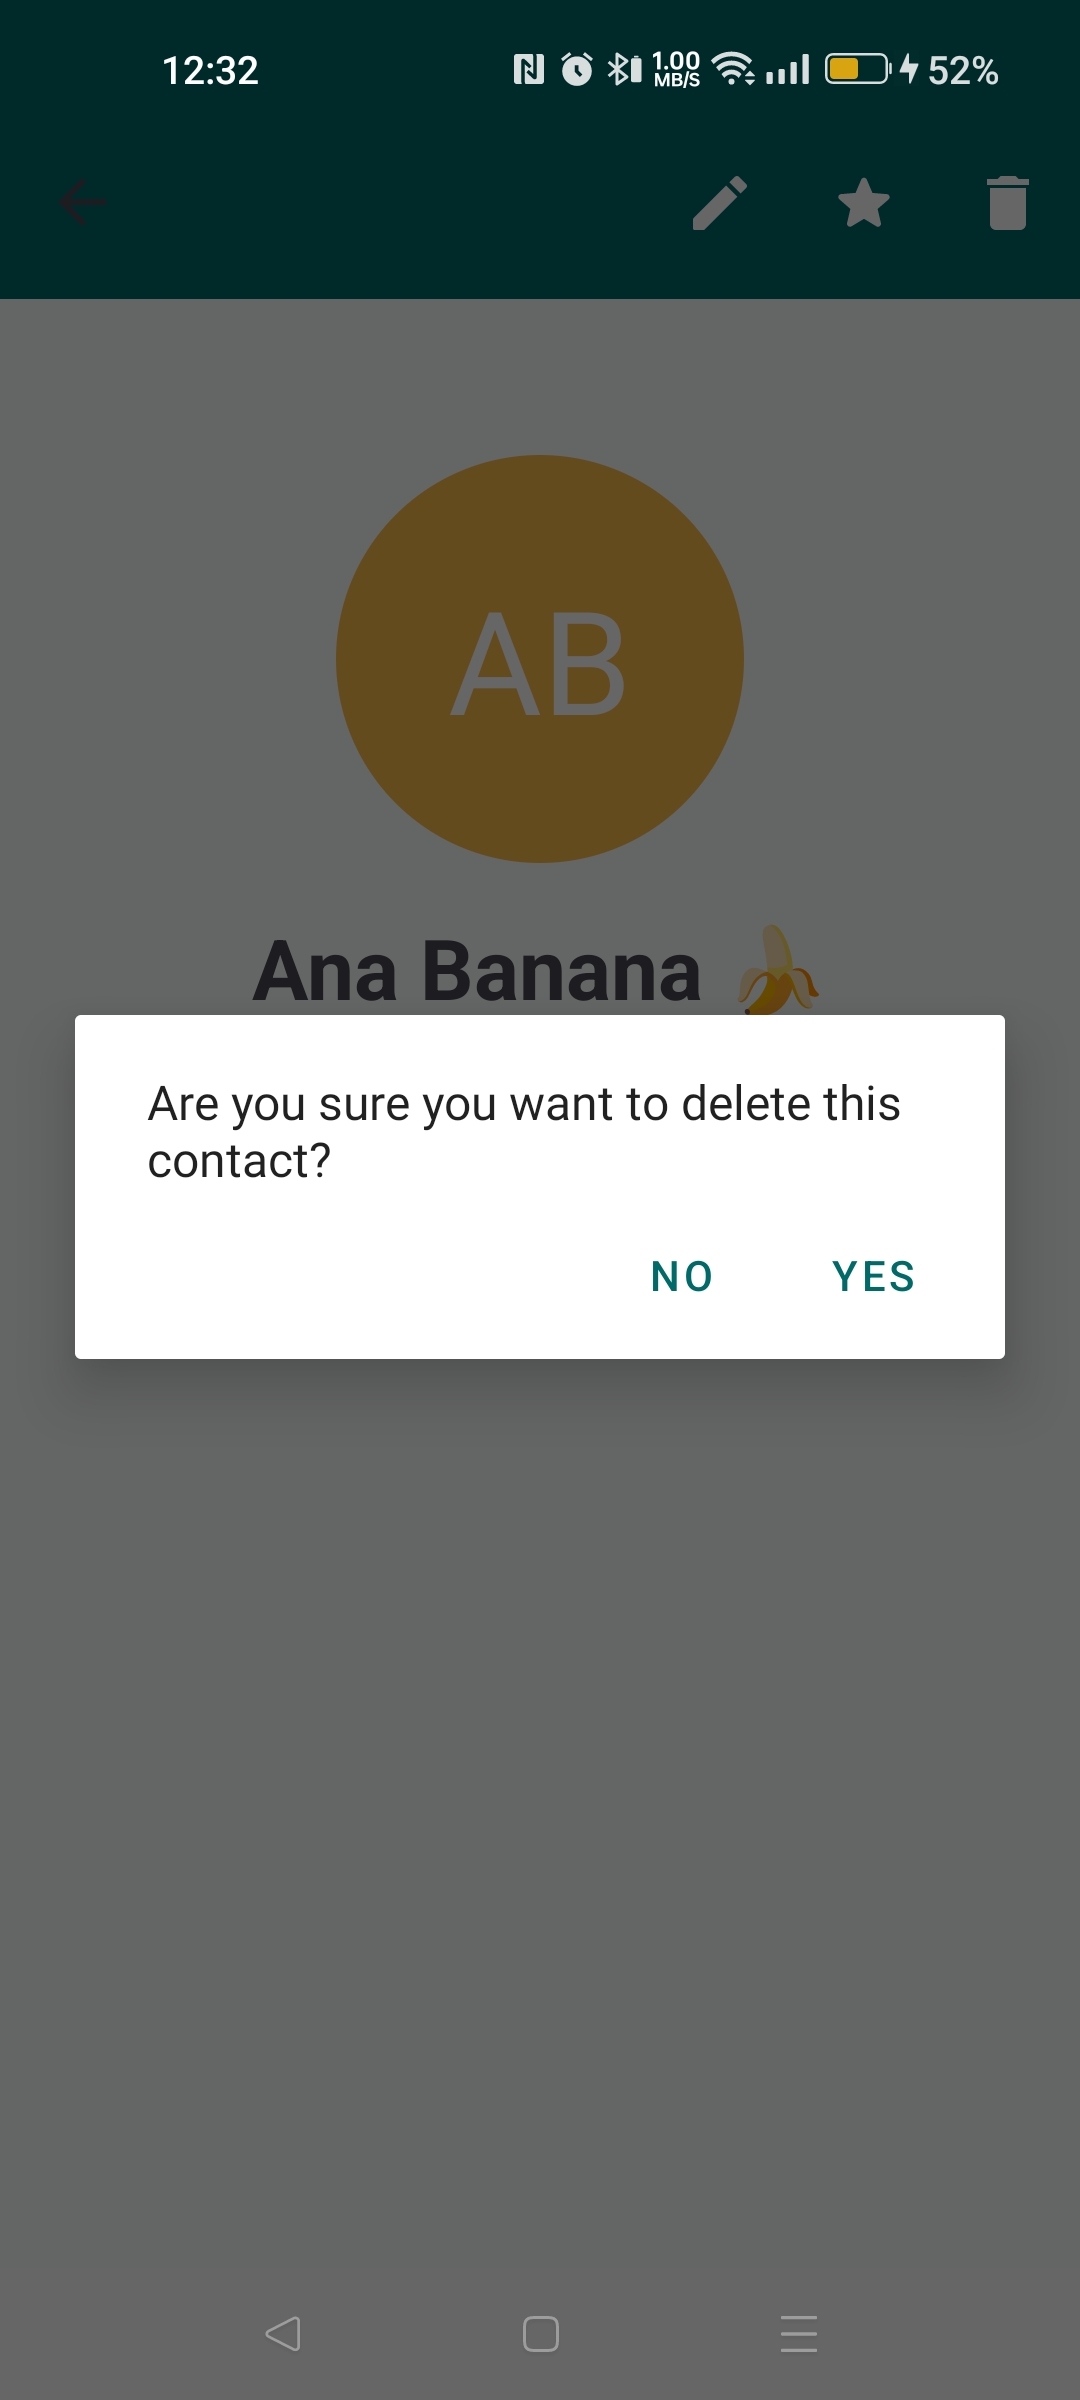 12:32 1.00 MB/S 52%
AB
Ana Banana 🍌
Are you sure you want to delete this
contact?
NO YES